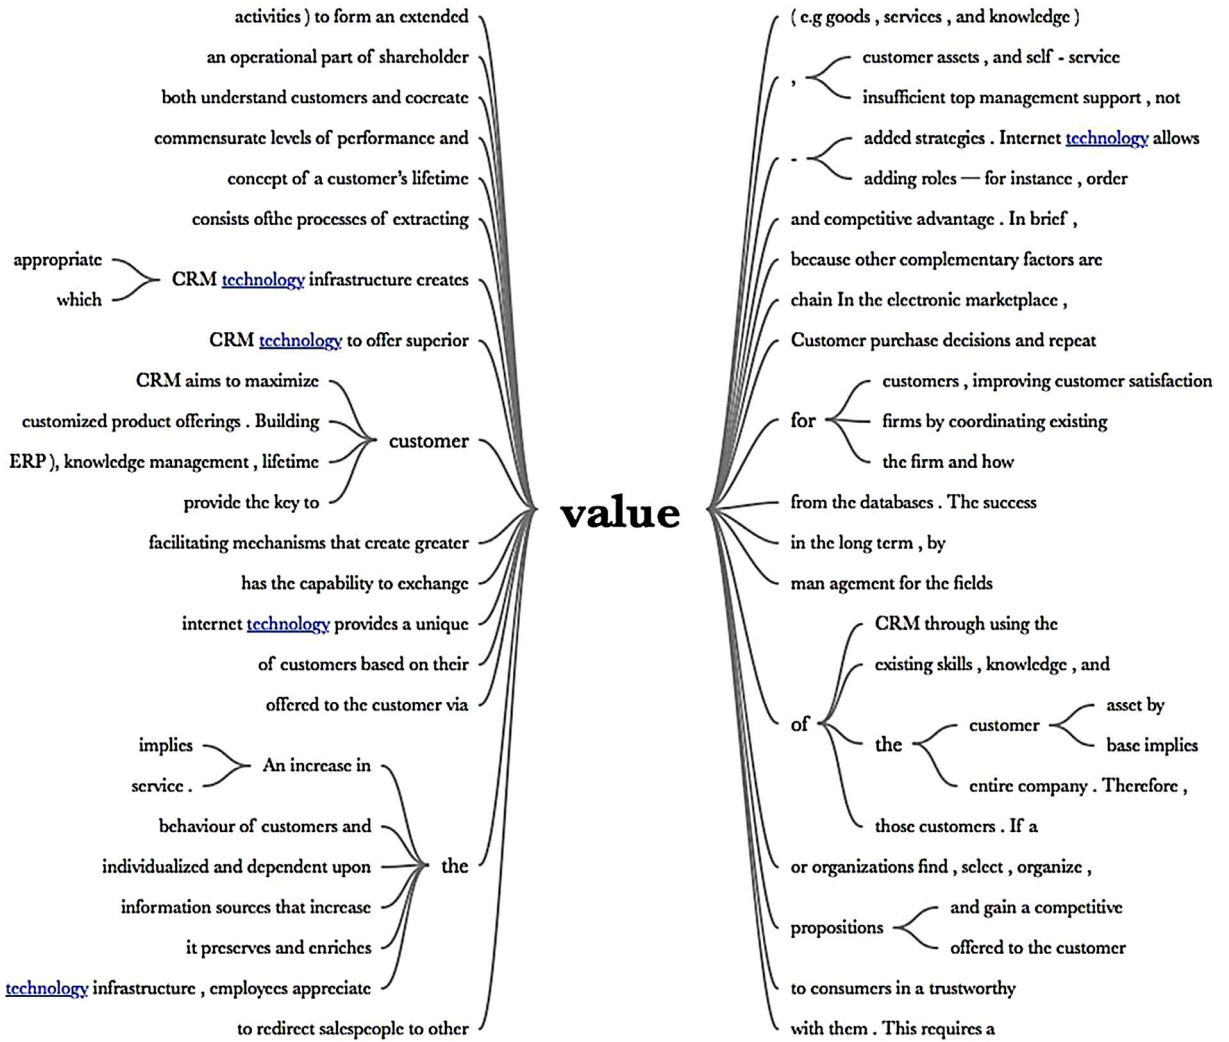 activities ) to form an extended
an operational part of shareholder
both understand customers and cocreate
commensurate levels of performance and
concept of a customer's lifetime
consists ofthe processes of extracting
appropriate
which
CRM technology infrastructure creates
CRM technology to offer superior
CRM aims to maximize
customized product offerings . Building
ERP ), knowledge management , lifetime
provide the key to
customer
facilitating mechanisms that create greater
has the capability to exchange
internet technology provides a unique
of customers based on their
offered to the customer via
implies
service .
An increase in
behaviour of customers and
individualized and dependent upon
information sources that increase
it preserves and enriches
technology infrastructure , employees appreciate
the
to redirect salespeople to other
value
( e.g goods , services , and knowledge )
,
customer assets , and self - service
insufficient top management support , not
-
added strategies . Internet technology allows
adding roles — for instance , order
and competitive advantage . In brief ,
because other complementary factors are
chain In the electronic marketplace ,
Customer purchase decisions and repeat
for
customers , improving customer satisfaction
firms by coordinating existing
the firm and how
from the databases . The success
in the long term , by
man agement for the fields
of
CRM through using the
existing skills , knowledge , and
the
customer
asset by
base implies
entire company . Therefore ,
those customers . If a
or organizations find , select , organize ,
propositions
and gain a competitive
offered to the customer
to consumers in a trustworthy
with them . This requires a